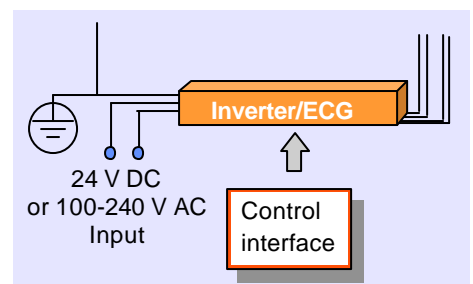 Inverter/ECG
24 V DC
or 100-240 V AC
Input
Control
interface